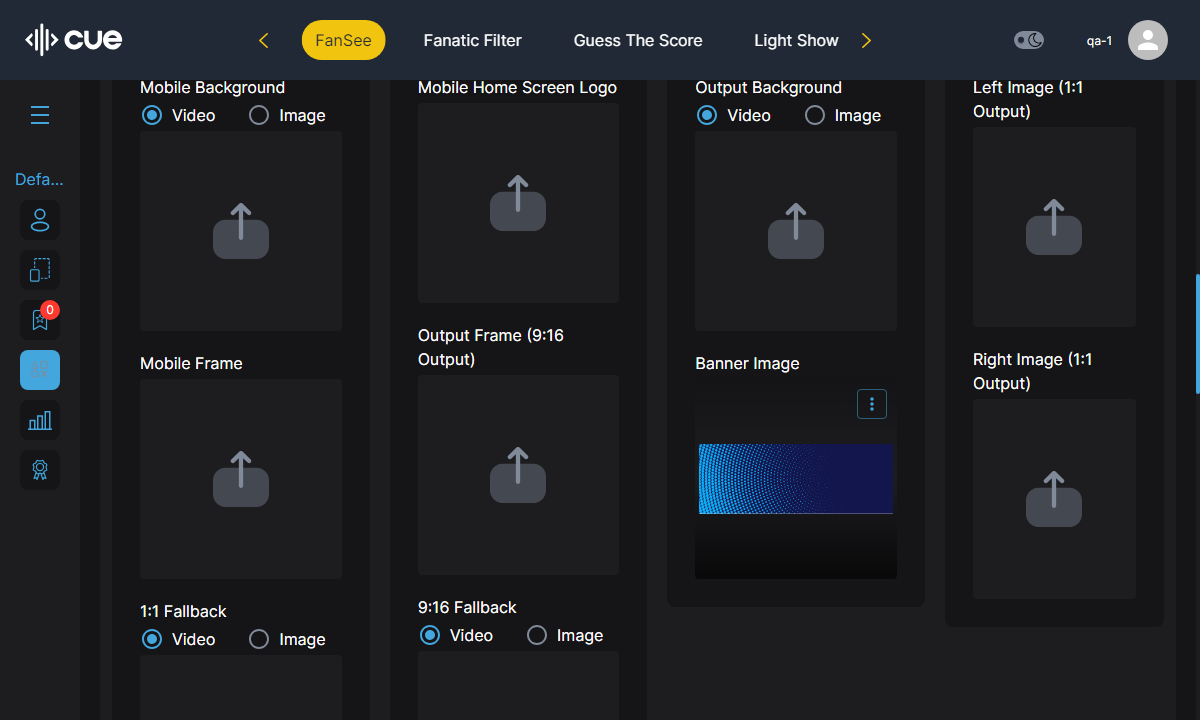 cue
FanSee
Fanatic Filter
Guess The Score
Light Show
qa-1
Defa...
0
Mobile Background
Video
Image
Mobile Frame
1:1 Fallback
Video
Image
Mobile Home Screen Logo
Output Frame (9:16
Output)
9:16 Fallback
Video
Image
Output Background
Video
Image
Banner Image
Left Image (1:1
Output)
Right Image (1:1
Output)